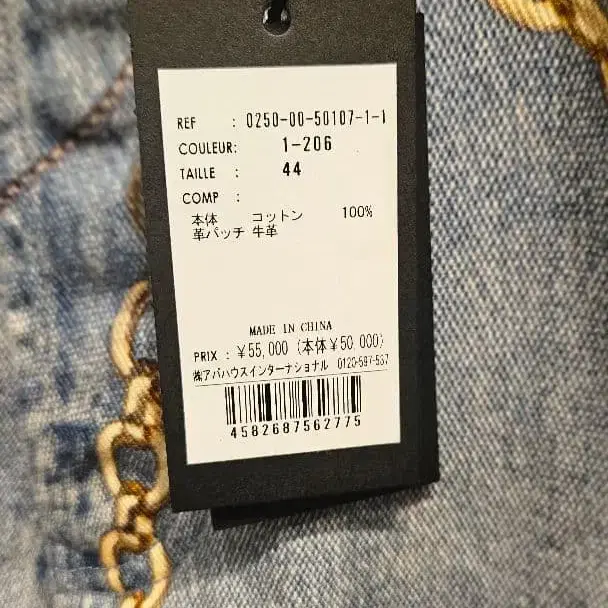 REF : 0250-00-50107-1-1
COULEUR: 1-206
TAILLE : 44
COMP :
本体 コットン 100%
革パッチ 牛革
MADE IN CHINA
PRIX : ¥55,000 (本体¥50,000)
㈱アバハウスインターナショナル 0120-597-537
4582687562775